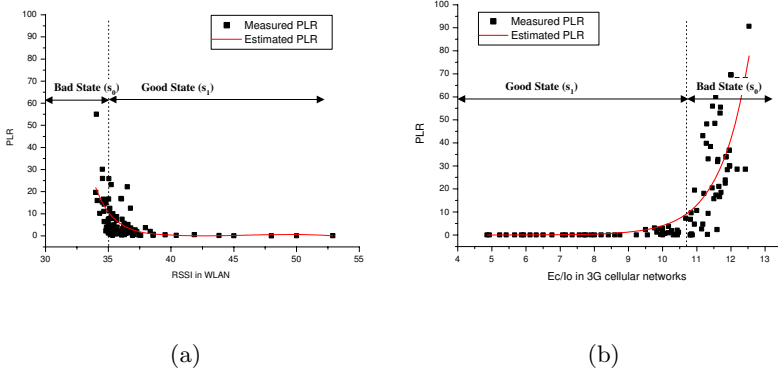 100
90
80
70
60
50
40
30
20
10
0
PLR
30 35 40 45 50 55
RSSI in WLAN
Measured PLR
Estimated PLR
Bad State (s0)
Good State (s1)
(a)
100
90
80
70
60
50
40
30
20
10
0
PLR
4 5 6 7 8 9 10 11 12 13
Ec/Io in 3G cellular networks
Measured PLR
Estimated PLR
Good State (s1)
Bad State (s0)
(b)